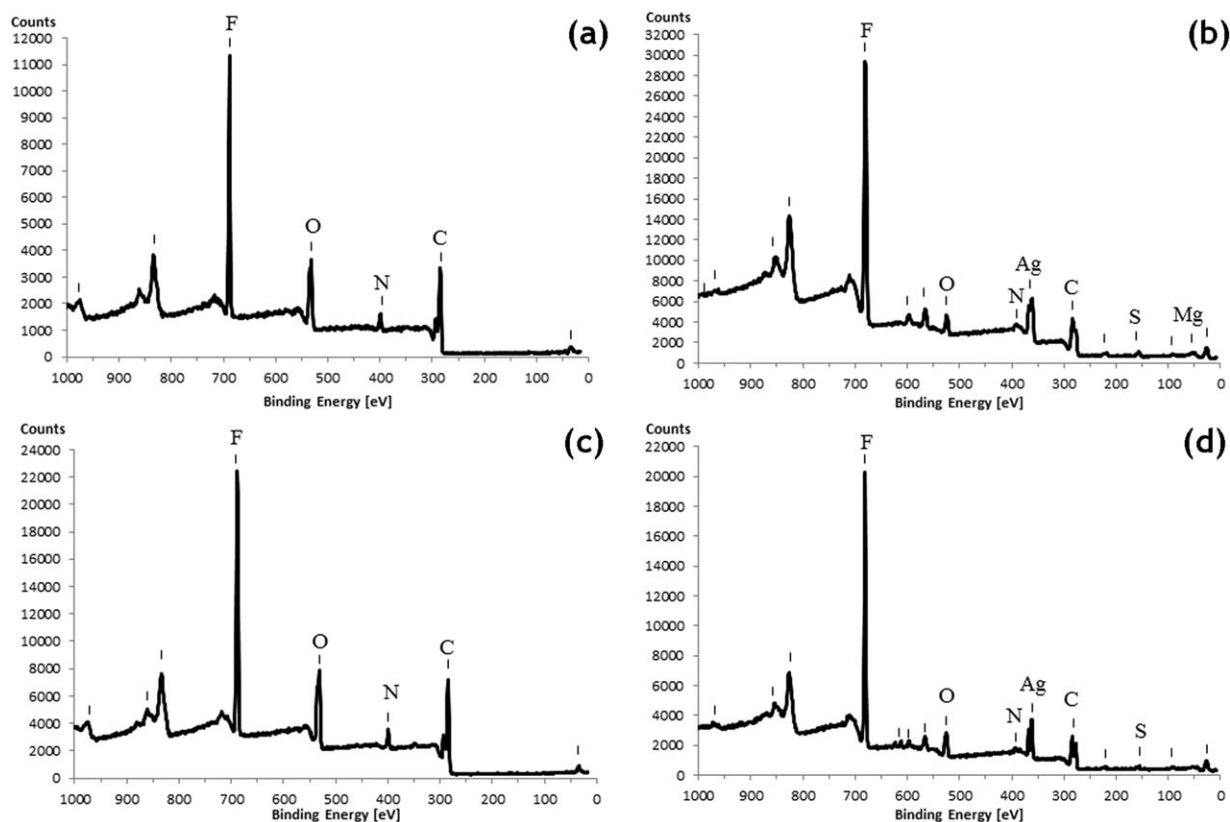 Counts
F
(a)
12000
11000
10000
9000
8000
7000
6000
5000
4000
3000
2000
1000
0
O
N
C
1000 900 800 700 600 500 400 300 200 100 0
Binding Energy [eV]
Counts
F
(b)
32000
30000
28000
26000
24000
22000
20000
18000
16000
14000
12000
10000
8000
6000
4000
2000
0
O
N
Ag
C
S
Mg
1000 900 800 700 600 500 400 300 200 100 0
Binding Energy [eV]
Counts
F
(c)
24000
22000
20000
18000
16000
14000
12000
10000
8000
6000
4000
2000
0
O
N
C
1000 900 800 700 600 500 400 300 200 100 0
Binding Energy [eV]
Counts
F
(d)
22000
20000
18000
16000
14000
12000
10000
8000
6000
4000
2000
0
O
N
Ag
C
S
1000 900 800 700 600 500 400 300 200 100 0
Binding Energy [eV]